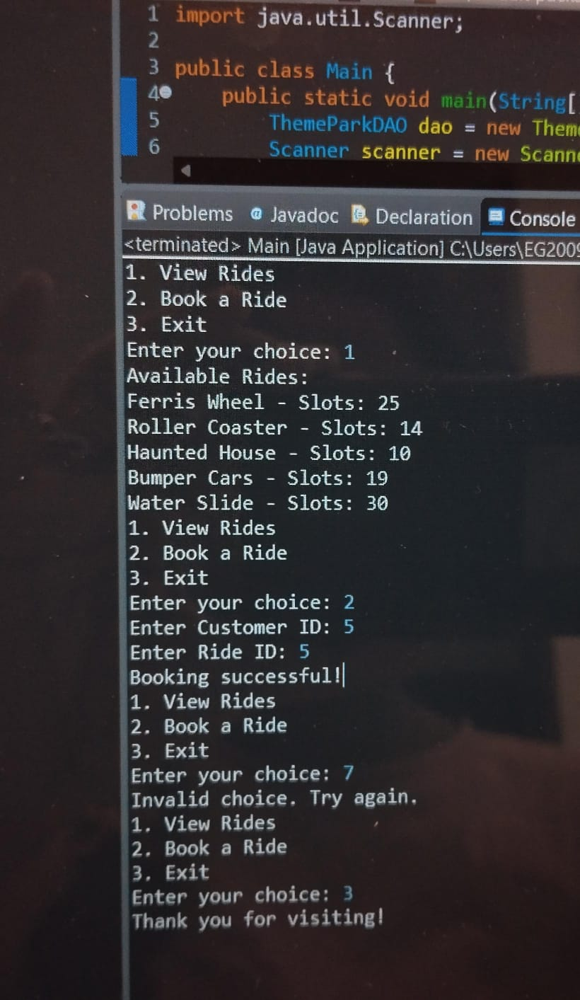 1 import java.util.Scanner;
2
3 public class Main {
4 public static void main(String[
5 ThemeParkDAO dao = new Theme
6 Scanner scanner = new Scanne
Problems @ Javadoc Declaration Console
<terminated> Main [Java Application] C:\Users\EG2009
1. View Rides
2. Book a Ride
3. Exit
Enter your choice: 1
Available Rides:
Ferris Wheel - Slots: 25
Roller Coaster - Slots: 14
Haunted House - Slots: 10
Bumper Cars - Slots: 19
Water Slide - Slots: 30
1. View Rides
2. Book a Ride
3. Exit
Enter your choice: 2
Enter Customer ID: 5
Enter Ride ID: 5
Booking successful!
1. View Rides
2. Book a Ride
3. Exit
Enter your choice: 7
Invalid choice. Try again.
1. View Rides
2. Book a Ride
3. Exit
Enter your choice: 3
Thank you for visiting!